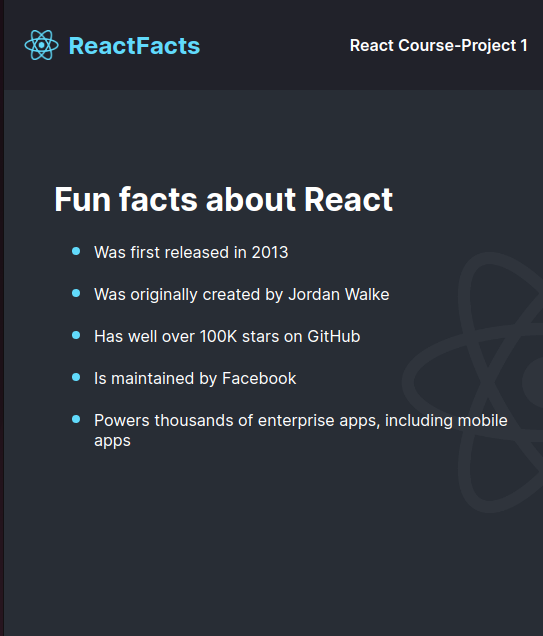 ReactFacts
React Course-Project 1
Fun facts about React
Was first released in 2013
Was originally created by Jordan Walke
Has well over 100K stars on GitHub
Is maintained by Facebook
Powers thousands of enterprise apps, including mobile
apps